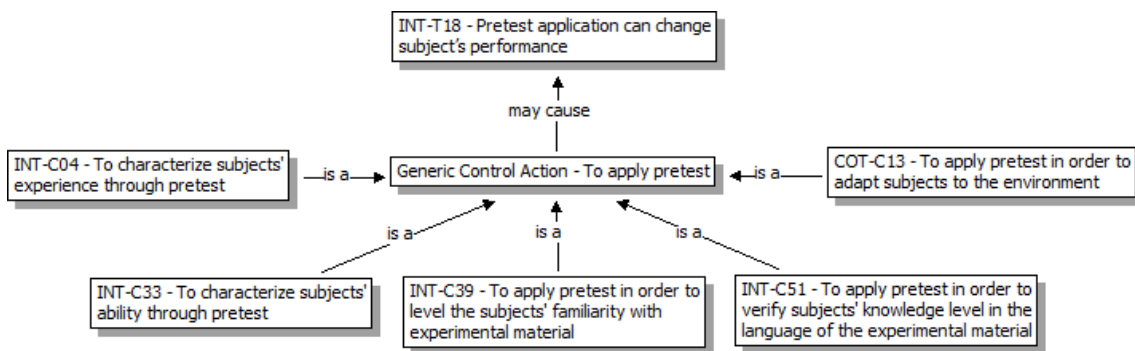 INT-T18 - Pretest application can change
subject's performance
may cause
INT-C04 - To characterize subjects'
experience through pretest
is a
Generic Control Action - To apply pretest
is a
COT-C13 - To apply pretest in order to
adapt subjects to the environment
is a
is a
is a
INT-C33 - To characterize subjects'
ability through pretest
INT-C39 - To apply pretest in order to
level the subjects' familiarity with
experimental material
INT-C51 - To apply pretest in order to
verify subjects' knowledge level in the
language of the experimental material